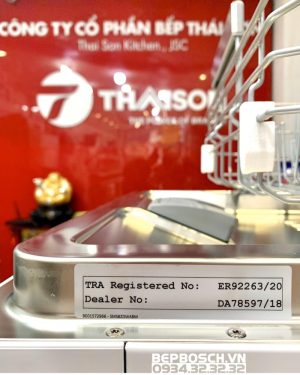 CÔNG TY CỔ PHẦN BẾP THÁI
Thai Son Kitchen., JSC
THAISON
TRA Registered No: ER92263/20
Dealer No: DA78597/18
BEPBOSCH.VN
0934.32.32.32